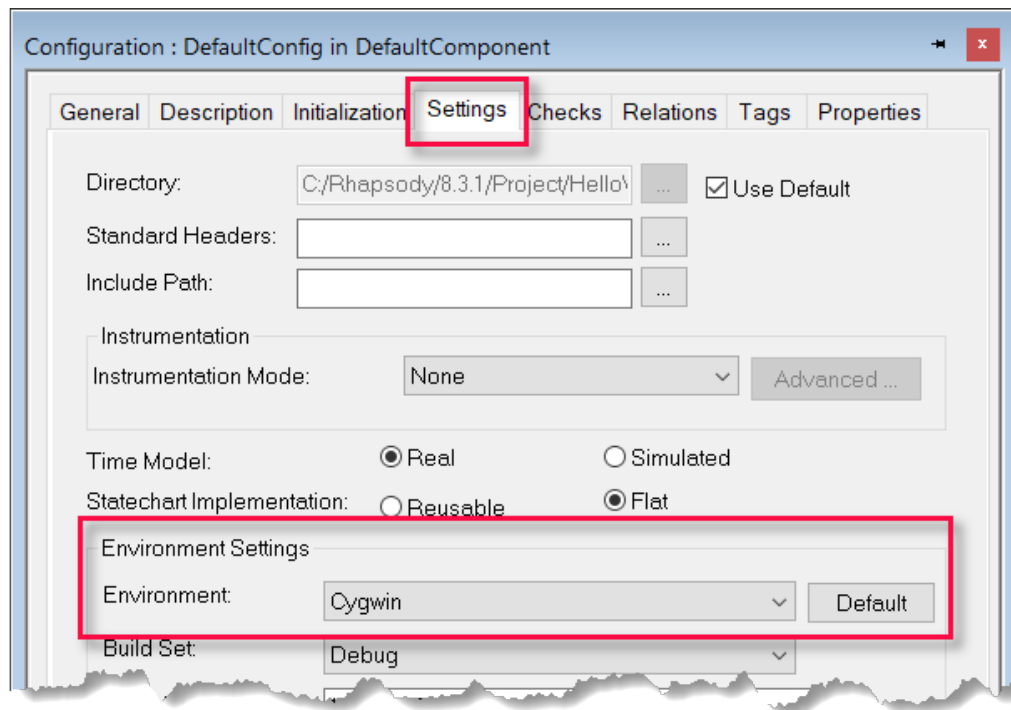 Configuration : DefaultConfig in DefaultComponent
General Description Initialization Settings Checks Relations Tags Properties
Directory: C:/Rhapsody/8.3.1/Project/Hello ... Use Default
Standard Headers: ...
Include Path: ...
Instrumentation
Instrumentation Mode: None Advanced ...
Time Model: Real Simulated
Statechart Implementation: Reusable Flat
Environment Settings
Environment: Cygwin Default
Build Set: Debug